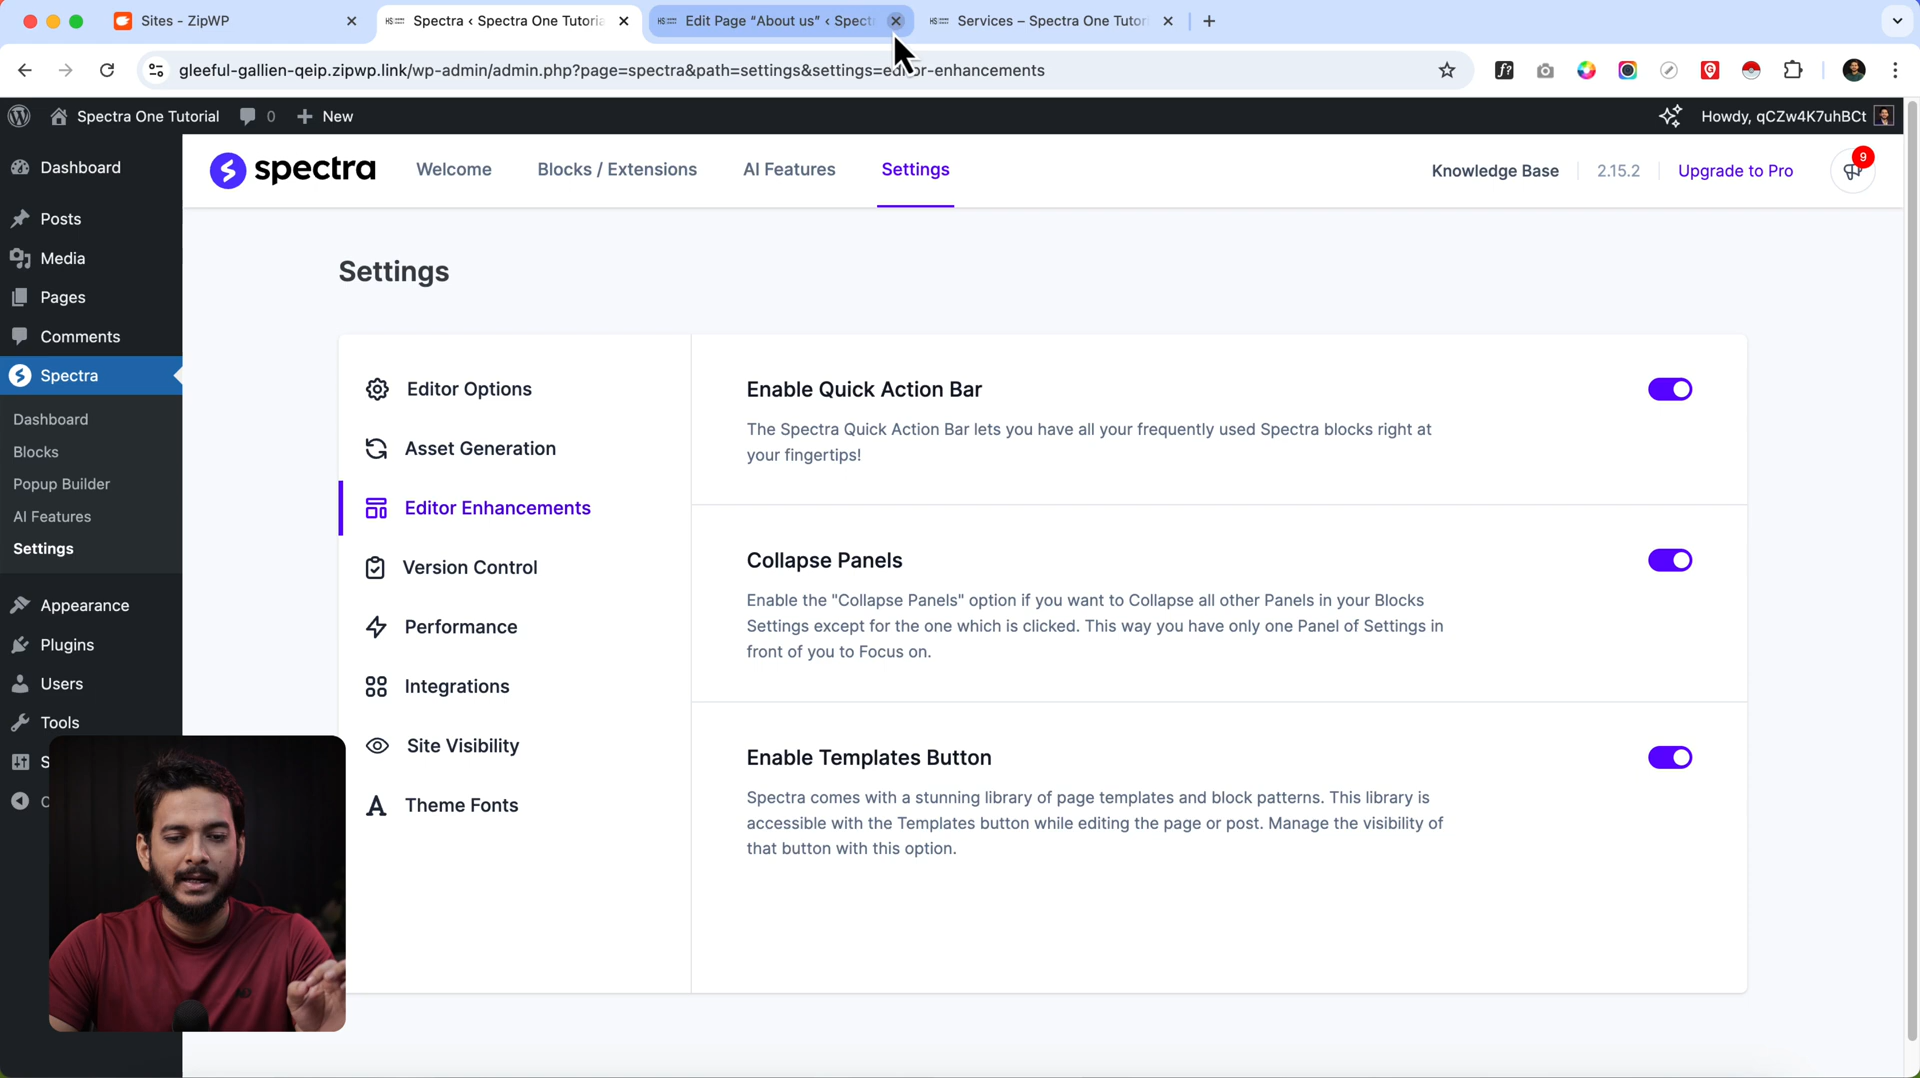 Sites - ZipWP
Spectra ‹ Spectra One Tutoria
Edit Page “About us” ‹ Spect
Services – Spectra One Tutor
gleeful-gallien-qeip.zipwp.link/wp-admin/admin.php?page=spectra&path=settings&settings=editor-enhancements
Spectra One Tutorial
0
New
Howdy, qCZw4K7uhBCt
Dashboard
Posts
Media
Pages
Comments
Spectra
Dashboard
Blocks
Popup Builder
AI Features
Settings
Appearance
Plugins
Users
Tools
spectra
Welcome
Blocks / Extensions
AI Features
Settings
Knowledge Base
2.15.2
Upgrade to Pro
9
Settings
Editor Options
Asset Generation
Editor Enhancements
Version Control
Performance
Integrations
Site Visibility
Theme Fonts
Enable Quick Action Bar
The Spectra Quick Action Bar lets you have all your frequently used Spectra blocks right at
your fingertips!
Collapse Panels
Enable the "Collapse Panels" option if you want to Collapse all other Panels in your Blocks
Settings except for the one which is clicked. This way you have only one Panel of Settings in
front of you to Focus on.
Enable Templates Button
Spectra comes with a stunning library of page templates and block patterns. This library is
accessible with the Templates button while editing the page or post. Manage the visibility of
that button with this option.